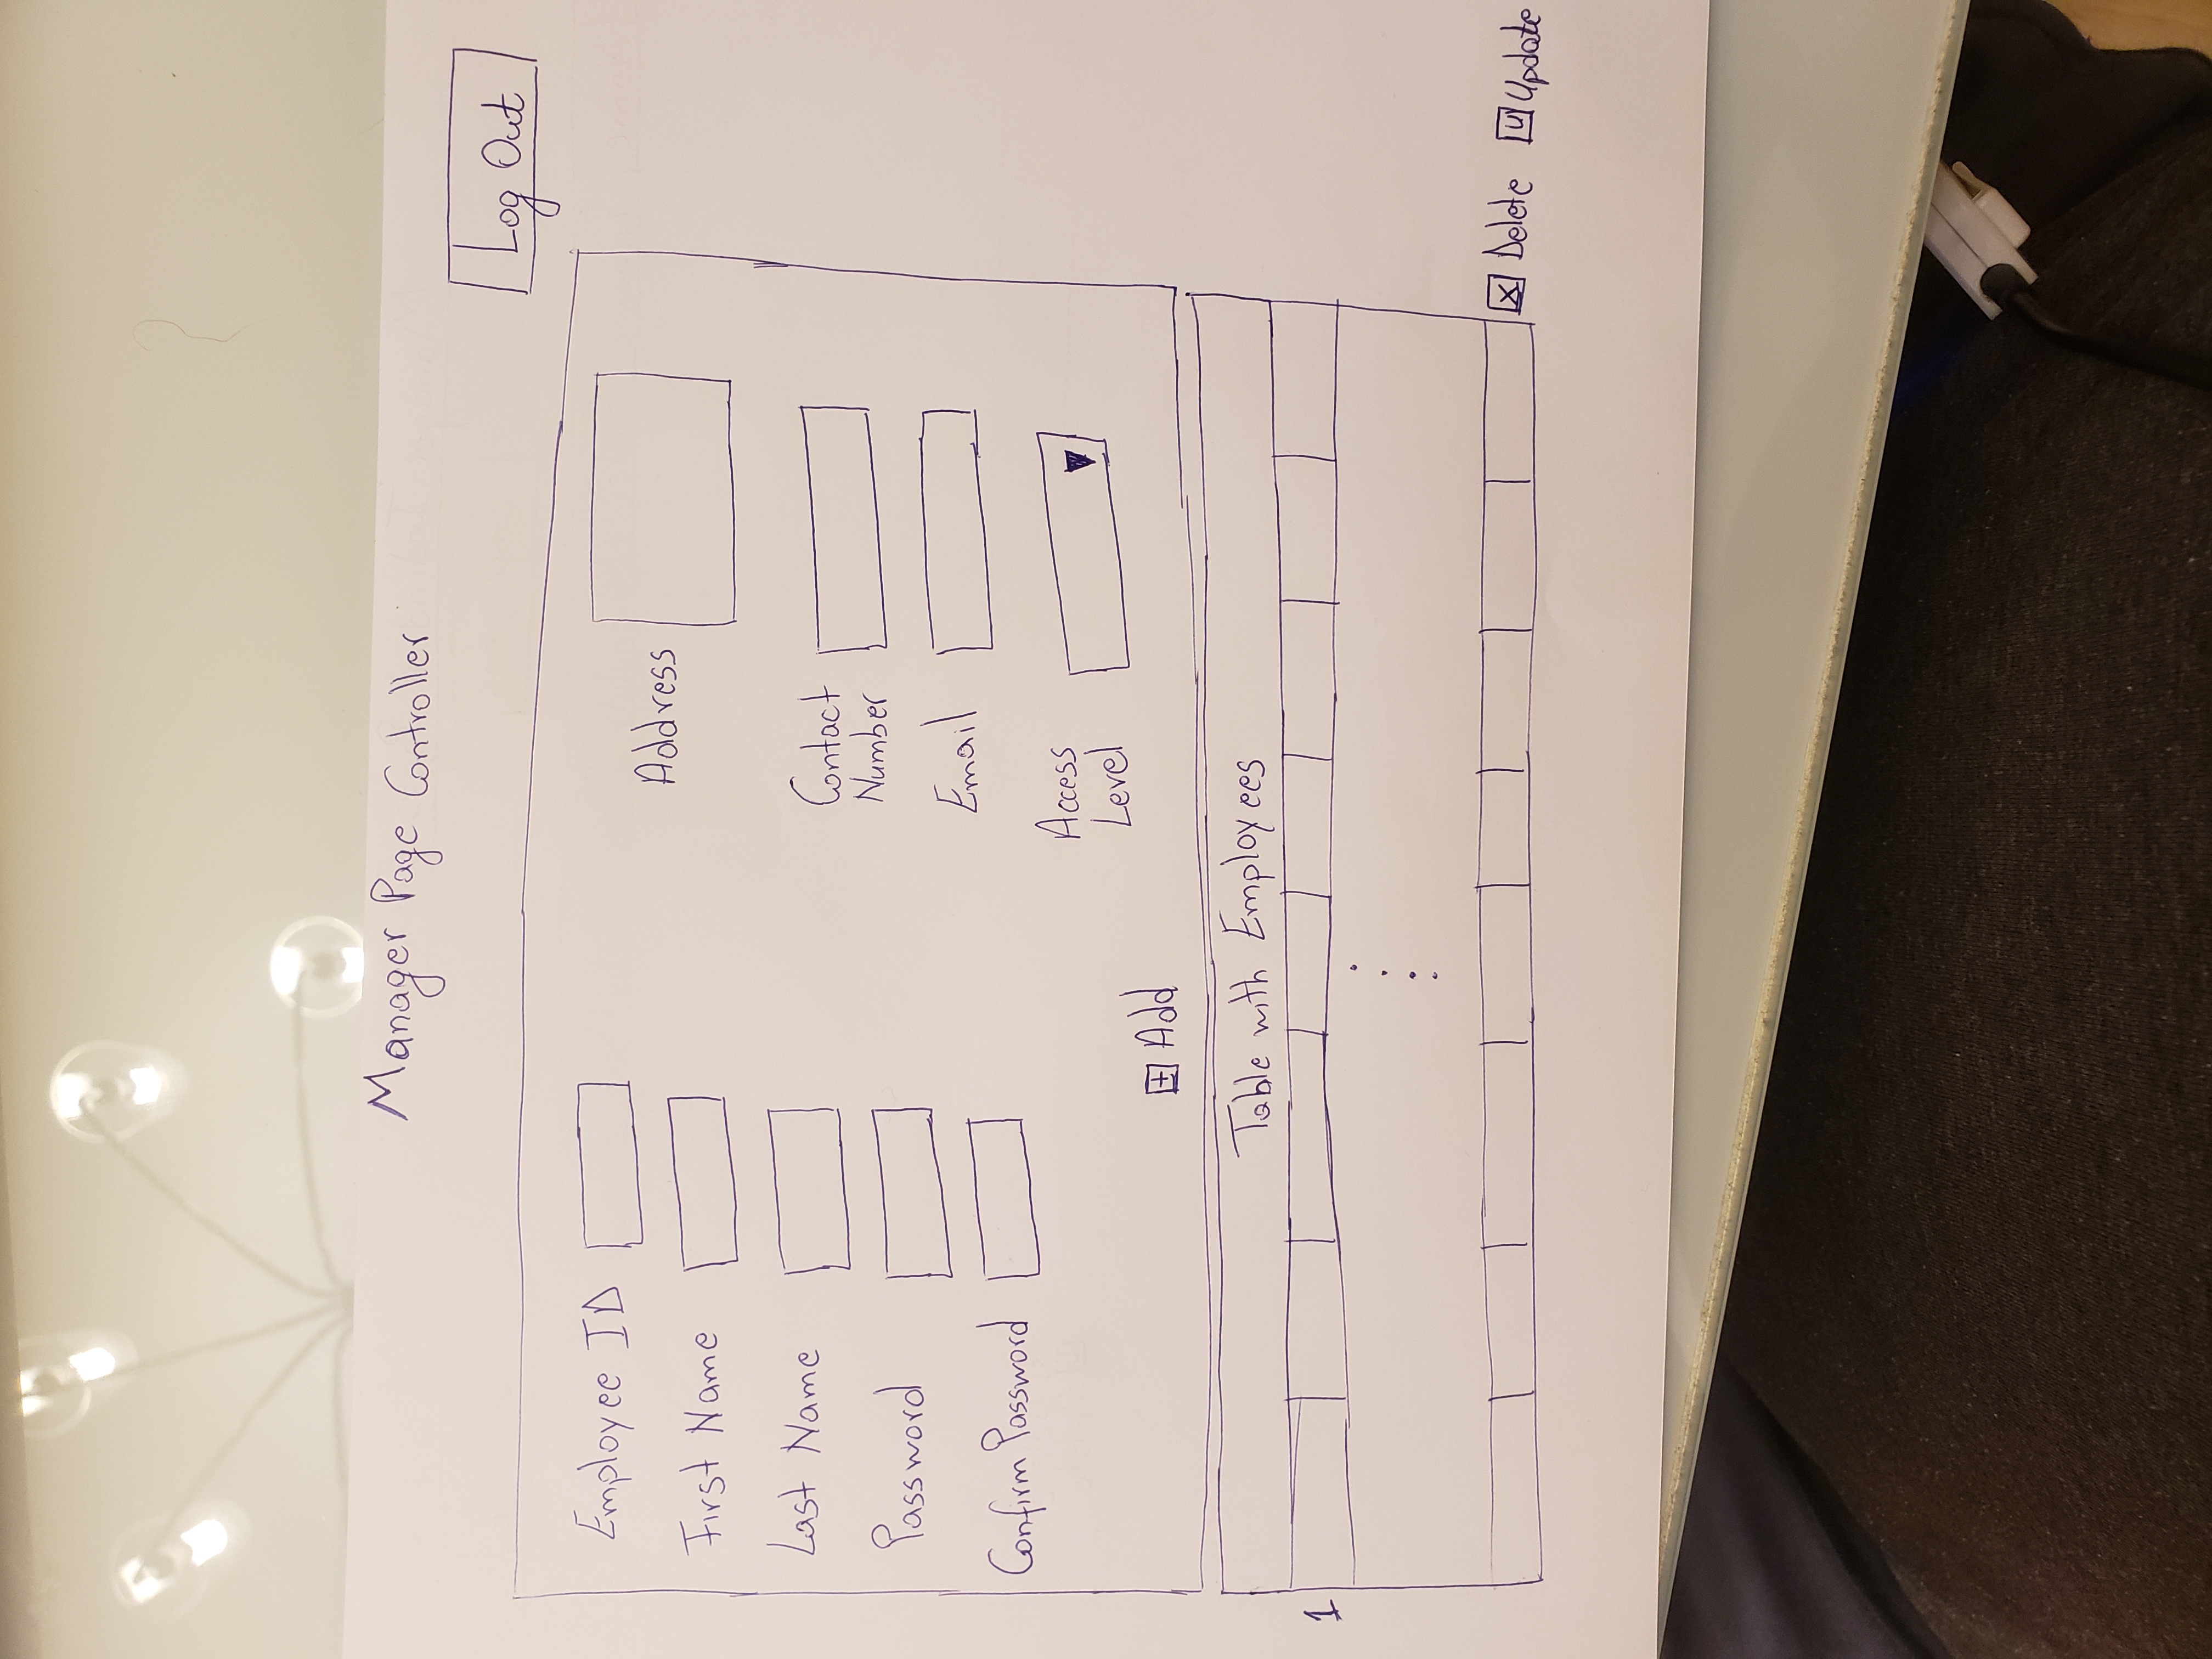 Manager Page Controller
Log Out
Employee ID
First Name
Last Name
Password
Confirm Password
Address
Contact
Number
Email
Access
Level
+ Add
Table with Employees
1
x Delete
U Update